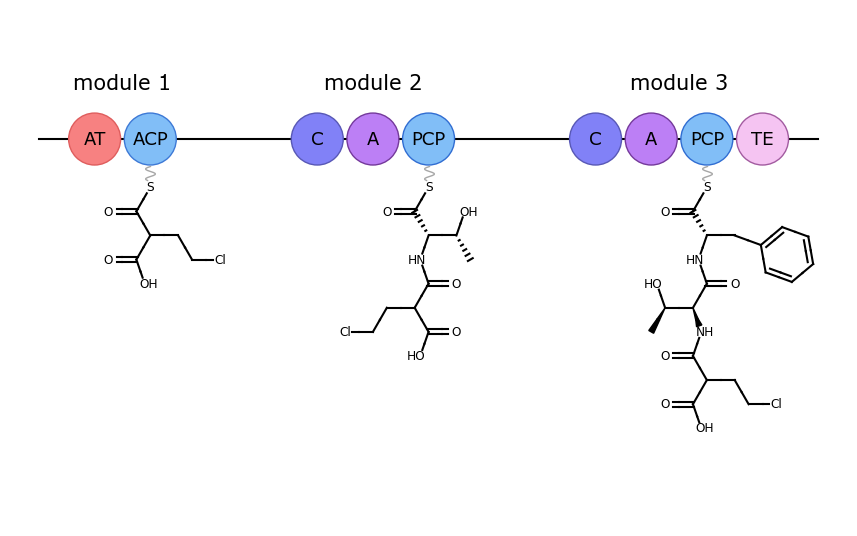 module 1 module 2 module 3
AT ACP C A PCP C A PCP TE
S S S
O O OH O
O Cl HN HN
OH O HO O
Cl O NH
HO O
O Cl
OH